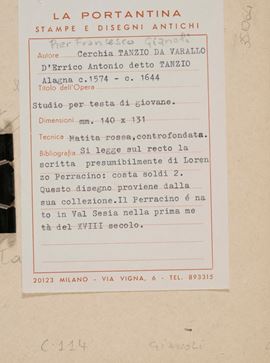 LA PORTANTINA
STAMPE E DISEGNI ANTICHI
Pier Francesco Gianoli
Autore Cerchia TANZIO DA VARALLO
D'Errico Antonio detto TANZIO
Alagna c.1574 - c. 1644
Titolo dell'Opera
Studio per testa di giovane.
Dimensioni mm. 140 x 131
Tecnica Matita rossa,controfondata.
Bibliografia Si legge sul recto la
scritta presumibilmente di Loren
zo Perracino: costa soldi 2.
Questo disegno proviene dalla
sua collezione.Il Perracino é na
to in Val Sesia nella prima me
tà del XVIII secolo.
20123 MILANO - VIA VIGNA, 6 - TEL. 893315
C.114
Gianoli